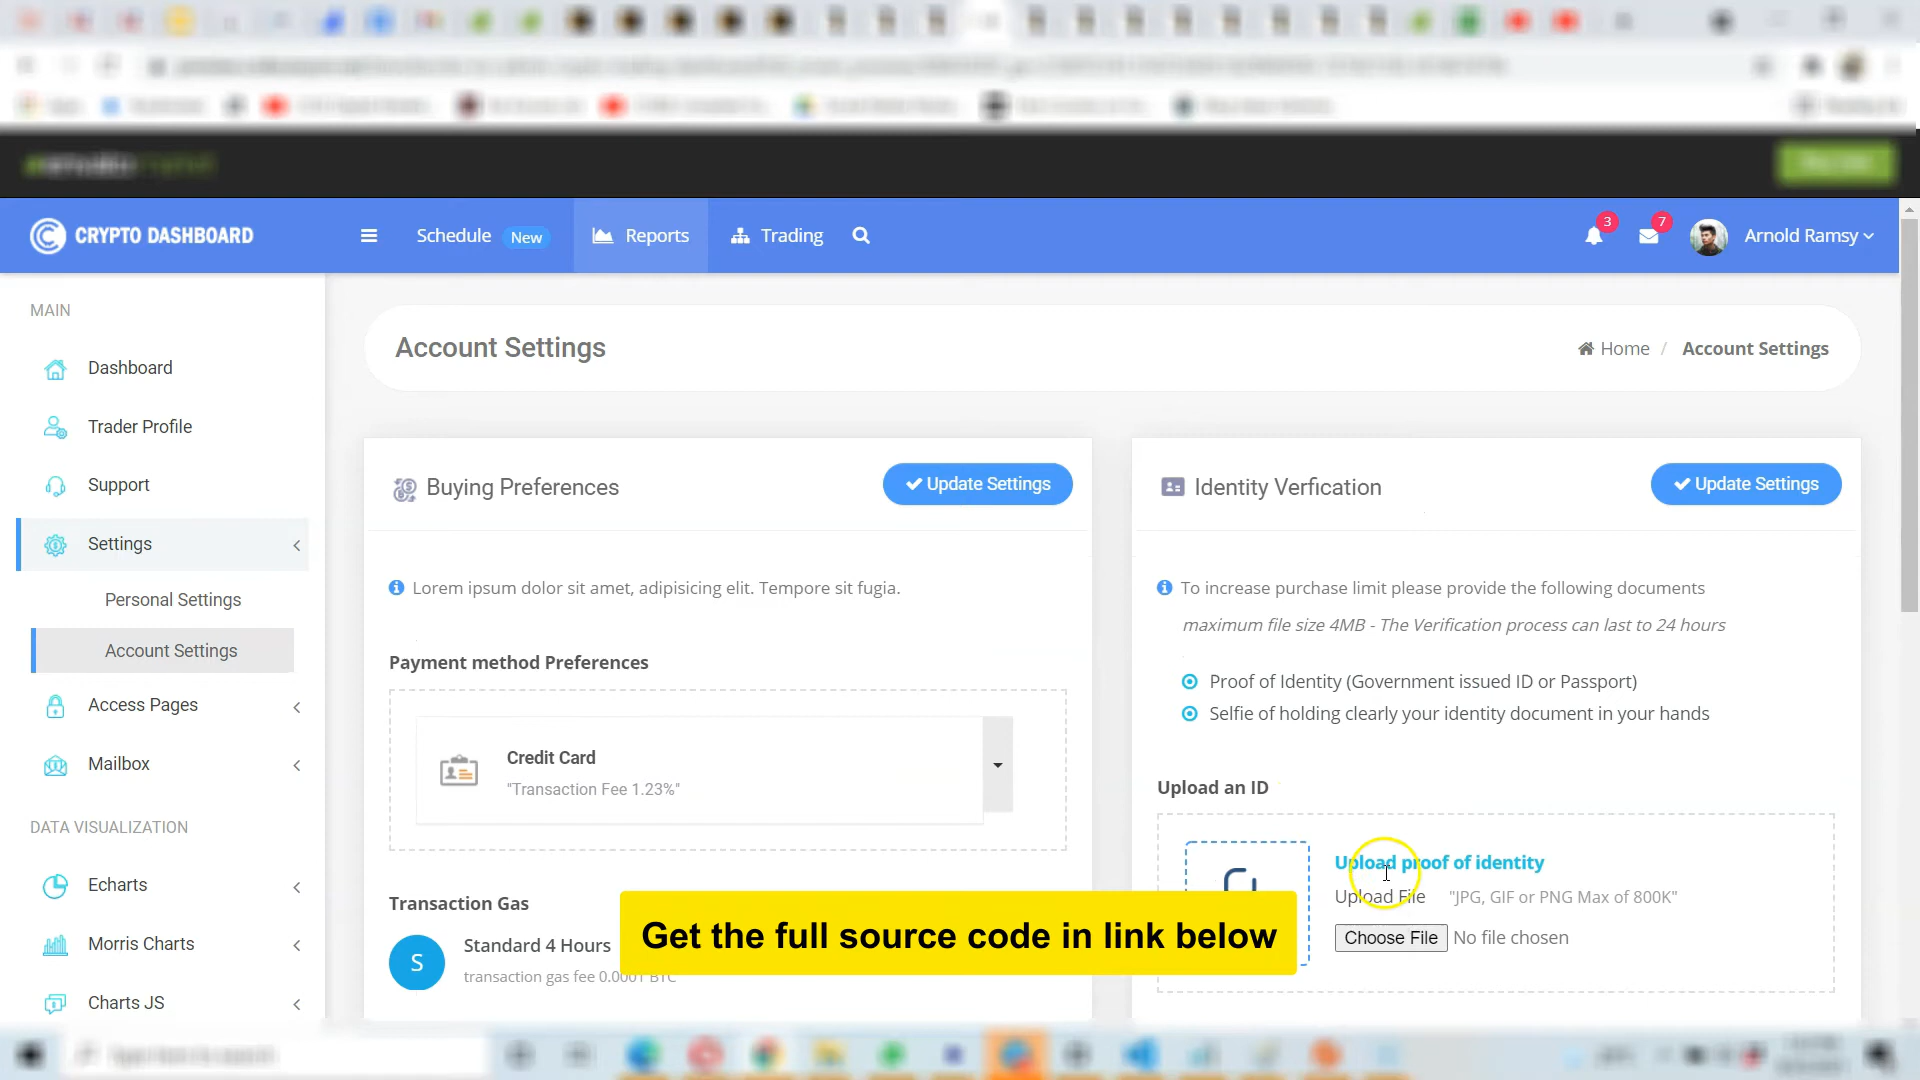 CRYPTO DASHBOARD
Schedule New
Reports
Trading
3
7
Arnold Ramsy
MAIN
Dashboard
Trader Profile
Support
Settings
Personal Settings
Account Settings
Access Pages
Mailbox
DATA VISUALIZATION
Echarts
Morris Charts
Charts JS
Account Settings
Home / Account Settings
Buying Preferences
Update Settings
Lorem ipsum dolor sit amet, adipisicing elit. Tempore sit fugia.
Payment method Preferences
Credit Card
"Transaction Fee 1.23%"
Transaction Gas
S
Standard 4 Hours
transaction gas fee 0.0001 BTC
Identity Verfication
Update Settings
To increase purchase limit please provide the following documents
maximum file size 4MB - The Verification process can last to 24 hours
Proof of Identity (Government issued ID or Passport)
Selfie of holding clearly your identity document in your hands
Upload an ID
Upload proof of identity
Upload File "JPG, GIF or PNG Max of 800K"
Choose File No file chosen
Get the full source code in link below